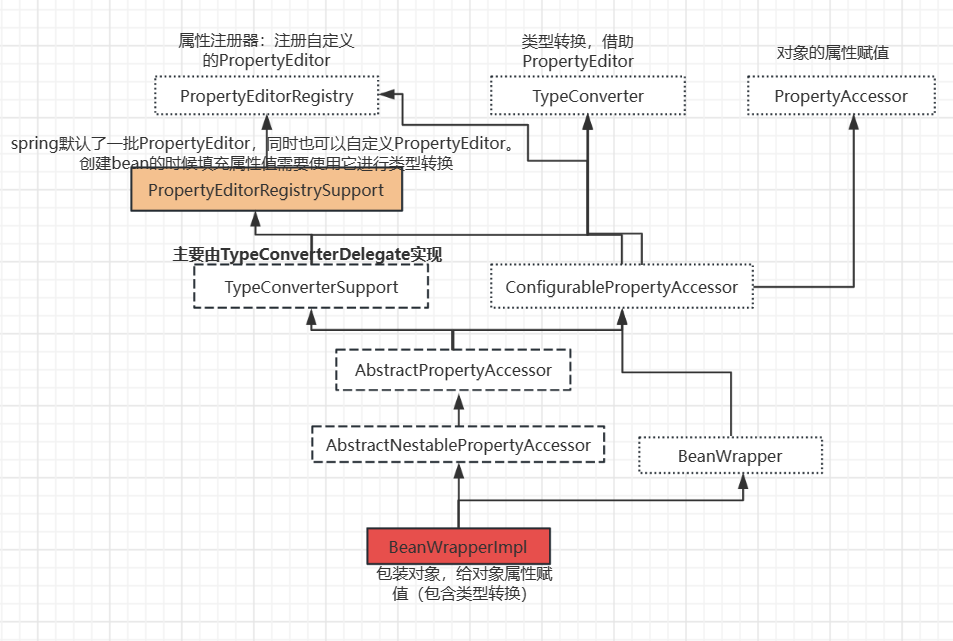 属性注册器：注册自定义
的PropertyEditor
类型转换，借助
PropertyEditor
对象的属性赋值
PropertyEditorRegistry
TypeConverter
PropertyAccessor
spring默认了一批PropertyEditor，同时也可以自定义PropertyEditor。
创建bean的时候填充属性值需要使用它进行类型转换
PropertyEditorRegistrySupport
主要由TypeConverterDelegate实现
TypeConverterSupport
ConfigurablePropertyAccessor
AbstractPropertyAccessor
AbstractNestablePropertyAccessor
BeanWrapper
BeanWrapperImpl
包装对象，给对象属性赋
值（包含类型转换）